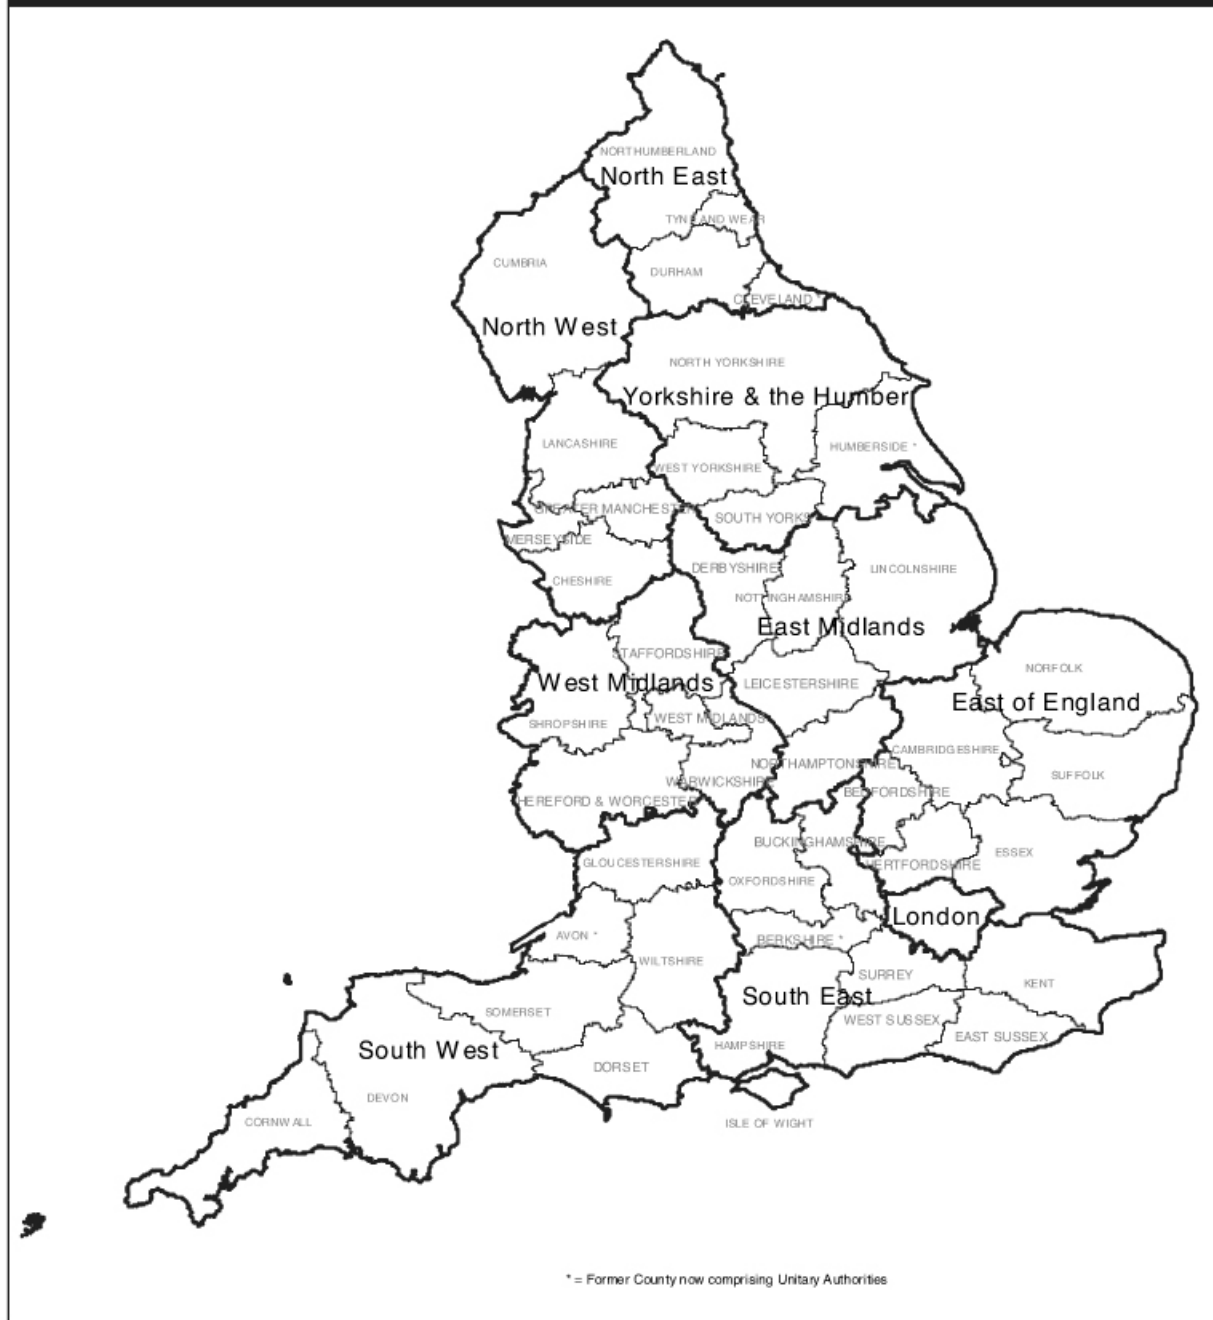 NORTHUMBERLAND
North East
TYNE AND WEAR
CUMBRIA
DURHAM
CLEVELAND *
North West
NORTH YORKSHIRE
Yorkshire & the Humber
LANCASHIRE
HUMBERSIDE *
WEST YORKSHIRE
GREATER MANCHESTER
SOUTH YORKS
MERSEYSIDE
DERBYSHIRE
LINCOLNSHIRE
CHESHIRE
NOTTINGHAMSHIRE
East Midlands
STAFFORDSHIRE
NORFOLK
West Midlands
LEICESTERSHIRE
East of England
WEST MIDLANDS
SHROPSHIRE
CAMBRIDGESHIRE
NORTHAMPTONSHIRE
SUFFOLK
WARWICKSHIRE
BEDFORDSHIRE
HEREFORD & WORCESTER
BUCKINGHAMSHIRE
ESSEX
GLOUCESTERSHIRE
HERTFORDSHIRE
OXFORDSHIRE
London
AVON *
BERKSHIRE *
WILTSHIRE
SURREY
KENT
South East
SOMERSET
WEST SUSSEX
EAST SUSSEX
HAMPSHIRE
South West
DORSET
DEVON
CORNWALL
ISLE OF WIGHT
* = Former County now comprising Unitary Authorities